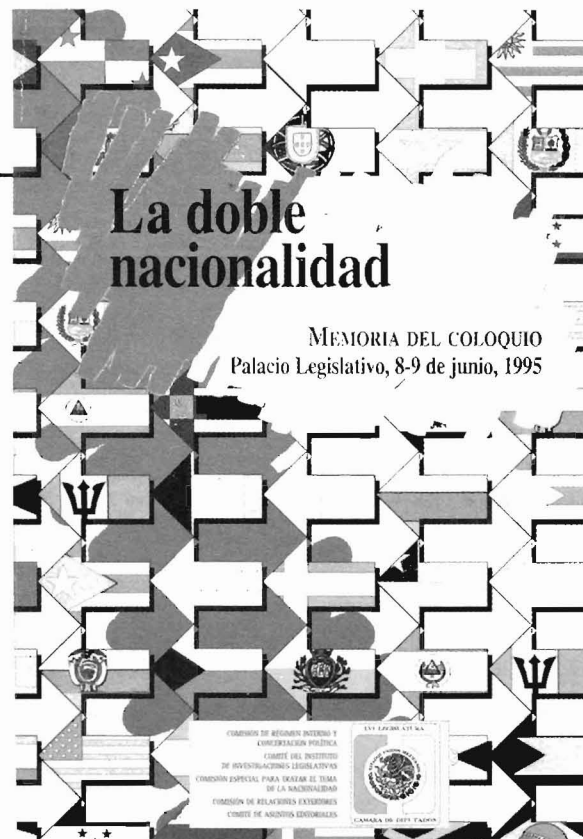 La doble
nacionalidad
MEMORIA DEL COLOQUIO
Palacio Legislativo, 8-9 de junio, 1995
COMISIÓN DE RÉGIMEN INTERNO Y
CONCERTACIÓN POLÍTICA
COMITÉ DEL INSTITUTO
DE INVESTIGACIONES LEGISLATIVAS
COMISIÓN ESPECIAL PARA TRATAR EL TEMA
DE LA NACIONALIDAD
COMISIÓN DE RELACIONES EXTERIORES
COMITÉ DE ASUNTOS EDITORIALES
LVI LEGISLATURA
CÁMARA DE DIPUTADOS